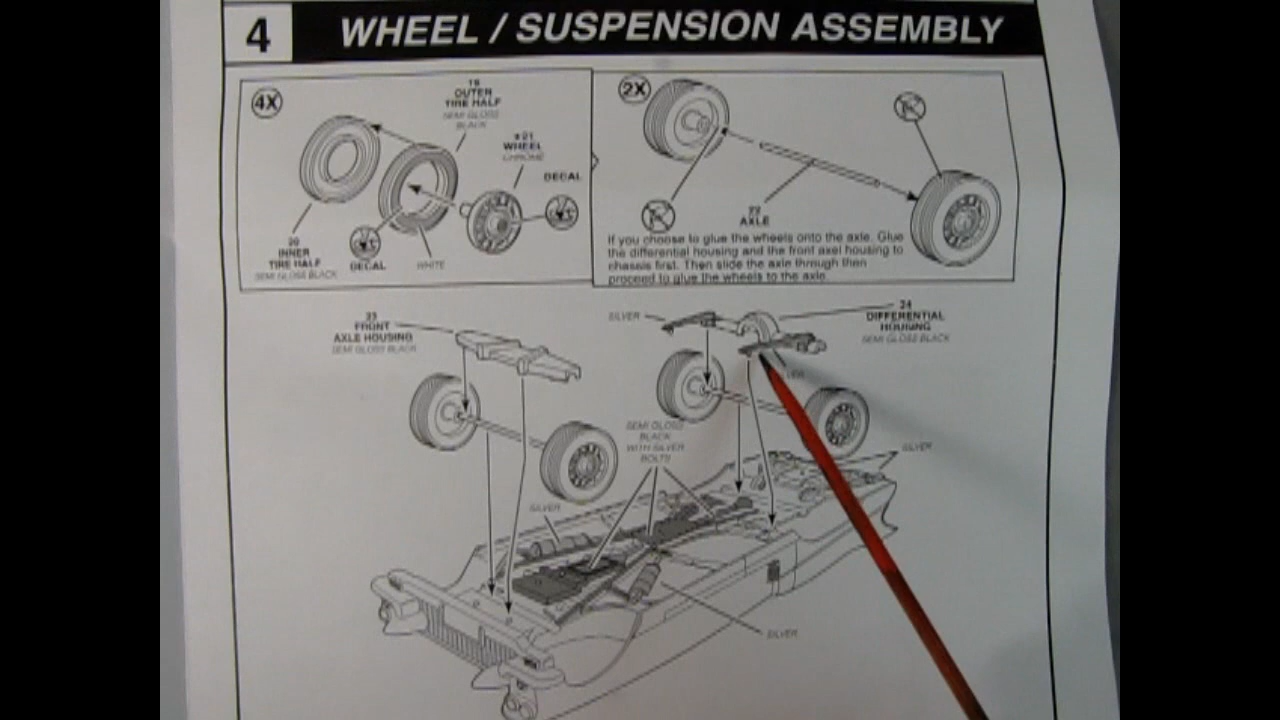 4
WHEEL / SUSPENSION ASSEMBLY
4X
19
OUTER
TIRE HALF
SEMI GLOSS
BLACK
*21
WHEEL
CHROME
DECAL
20
INNER
TIRE HALF
SEMI GLOSS BLACK
DECAL
WHITE
2X
22
AXLE
If you choose to glue the wheels onto the axle. Glue
the differential housing and the front axel housing to
chassis first. Then slide the axle through then
proceed to glue the wheels to the axle.
23
FRONT
AXLE HOUSING
SEMI GLOSS BLACK
SILVER
24
DIFFERENTIAL
HOUSING
SEMI GLOSS BLACK
SEMI GLOSS
BLACK
WITH SILVER
BOLTS
SILVER
SILVER
SILVER